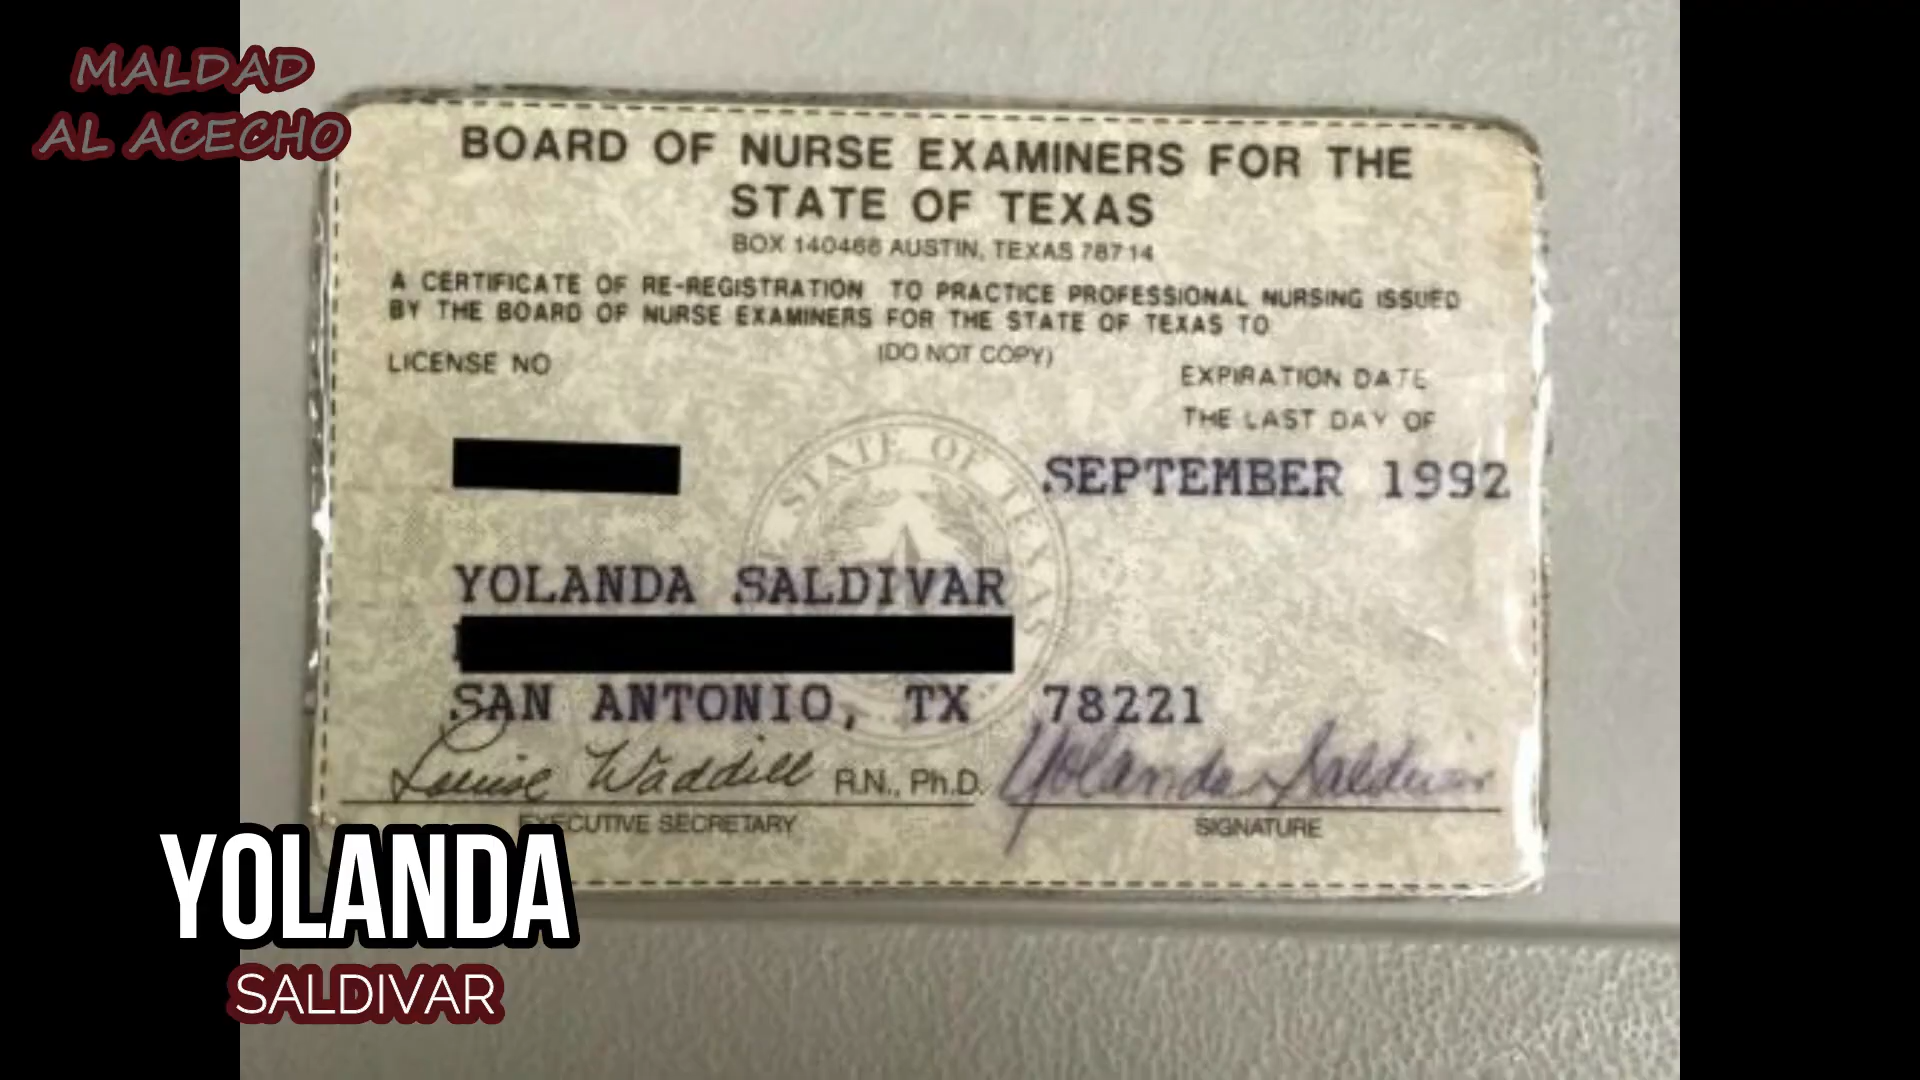 MALDAD
AL ACECHO
BOARD OF NURSE EXAMINERS FOR THE
STATE OF TEXAS
BOX 140466 AUSTIN, TEXAS 78714
A CERTIFICATE OF RE-REGISTRATION TO PRACTICE PROFESSIONAL NURSING ISSUED
BY THE BOARD OF NURSE EXAMINERS FOR THE STATE OF TEXAS TO
(DO NOT COPY)
LICENSE NO
EXPIRATION DATE
THE LAST DAY OF
SEPTEMBER 1992
STATE OF TEXAS
YOLANDA SALDIVAR
SAN ANTONIO, TX 78221
Louise Waddill R.N., Ph.D. Yolanda Saldivar
EXECUTIVE SECRETARY SIGNATURE
YOLANDA
SALDIVAR